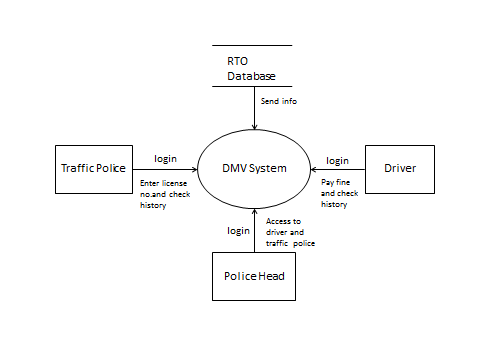 RTO
Database
Send info
login
Traffic Police
DMV System
login
Driver
Enter license
no.and check
history
Pay fine
and check
history
login
Access to
driver and
traffic police
Police Head